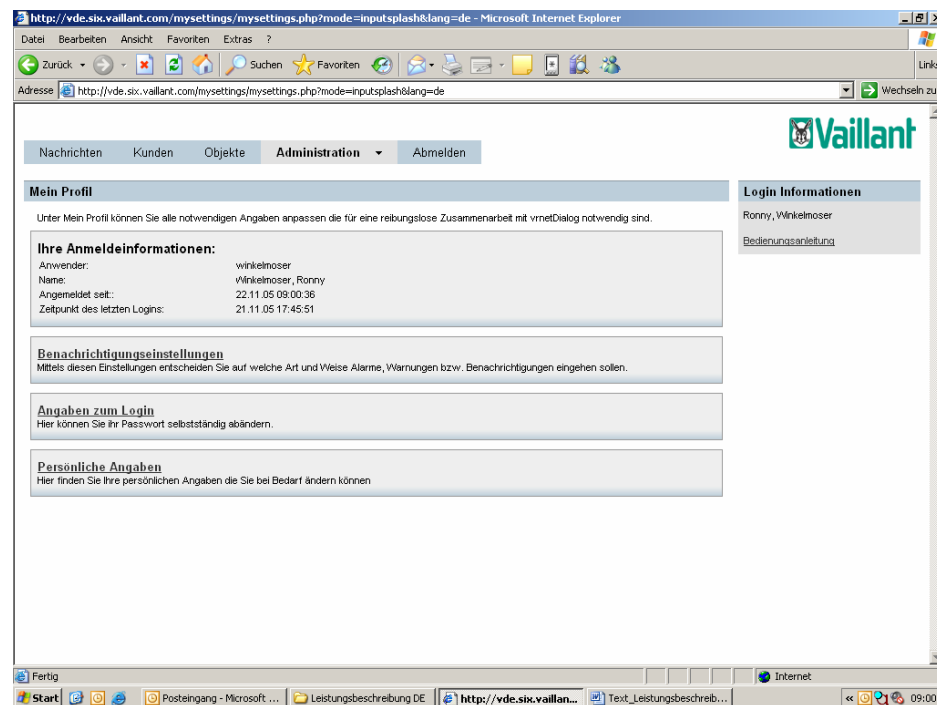 http://vde.six.vaillant.com/mysettings/mysettings.php?mode=inputsplash&lang=de - Microsoft Internet Explorer
Datei Bearbeiten Ansicht Favoriten Extras ?
Zurück Suchen Favoriten Links
Adresse http://vde.six.vaillant.com/mysettings/mysettings.php?mode=inputsplash&lang=de Wechseln zu
Vaillant
Nachrichten Kunden Objekte Administration Abmelden
Mein Profil
Unter Mein Profil können Sie alle notwendigen Angaben anpassen die für eine reibungslose Zusammenarbeit mit vrnetDialog notwendig sind.
Ihre Anmeldeinformationen:
Anwender: winkelmoser
Name: Winkelmoser, Ronny
Angemeldet seit:: 22.11.05 09:00:36
Zeitpunkt des letzten Logins: 21.11.05 17:45:51
Benachrichtigungseinstellungen
Mittels diesen Einstellungen entscheiden Sie auf welche Art und Weise Alarme, Warnungen bzw. Benachrichtigungen eingehen sollen.
Angaben zum Login
Hier können Sie ihr Passwort selbstständig abändern.
Persönliche Angaben
Hier finden Sie Ihre persönlichen Angaben die Sie bei Bedarf ändern können
Login Informationen
Ronny, Winkelmoser
Bedienungsanleitung
Fertig Internet
Start Posteingang - Microsoft ... Leistungsbeschreibung DE http://vde.six.vaillan... Text_Leistungsbeschreib... « 09:00